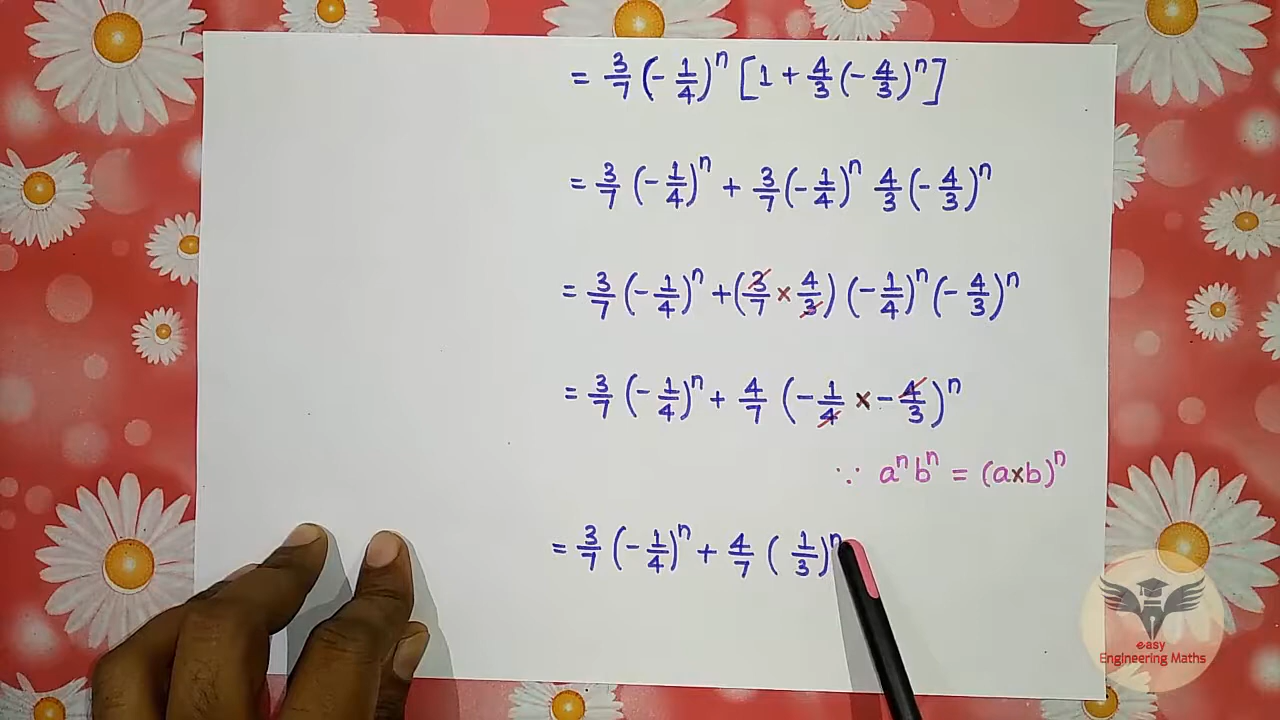 = 3/7 (- 1/4)^n [1 + 4/3 (- 4/3)^n]
= 3/7 (- 1/4)^n + 3/7 (- 1/4)^n 4/3 (- 4/3)^n
= 3/7 (- 1/4)^n + (3/7 × 4/3) (- 1/4)^n (- 4/3)^n
= 3/7 (- 1/4)^n + 4/7 (- 1/4 × - 4/3)^n
∵ a^n b^n = (a×b)^n
= 3/7 (- 1/4)^n + 4/7 (1/3)^n
easy
Engineering Maths